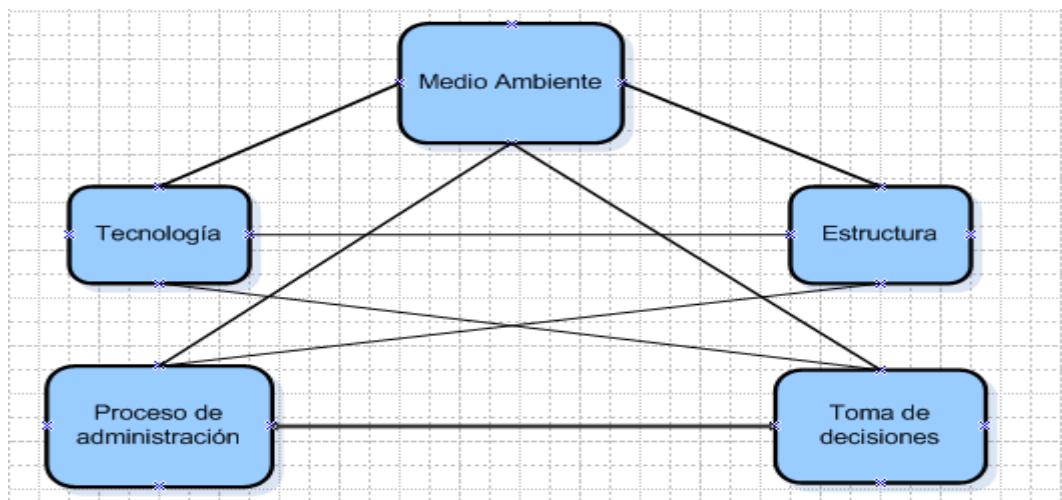 Medio Ambiente
Tecnología
Estructura
Proceso de
administración
Toma de
decisiones